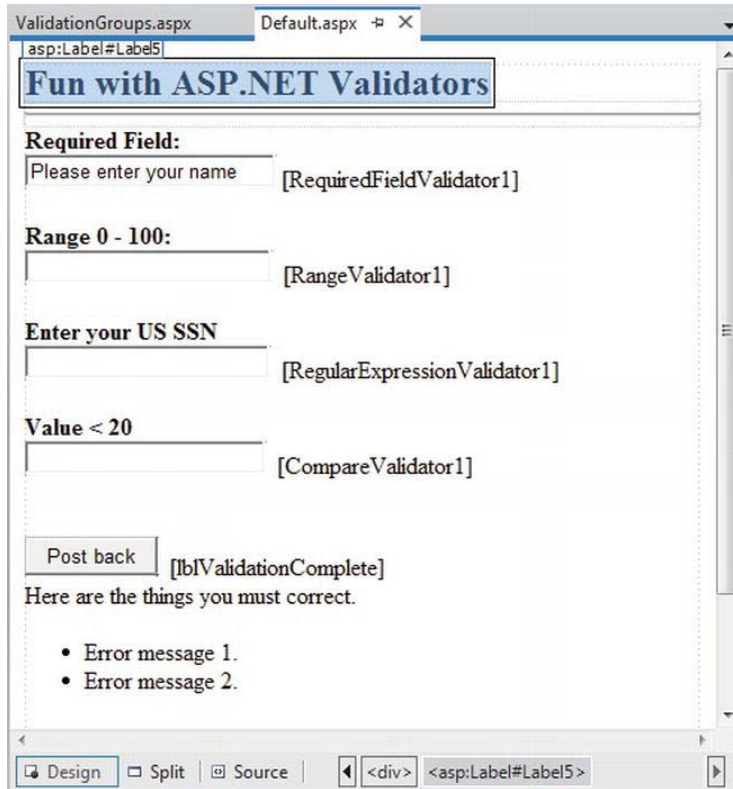 ValidationGroups.aspx Default.aspx
asp:Label#Label5
Fun with ASP.NET Validators
Required Field:
Please enter your name [RequiredFieldValidator1]
Range 0 - 100:
[RangeValidator1]
Enter your US SSN
[RegularExpressionValidator1]
Value < 20
[CompareValidator1]
Post back [lblValidationComplete]
Here are the things you must correct.
• Error message 1.
• Error message 2.
Design Split Source <div> <asp:Label#Label5>